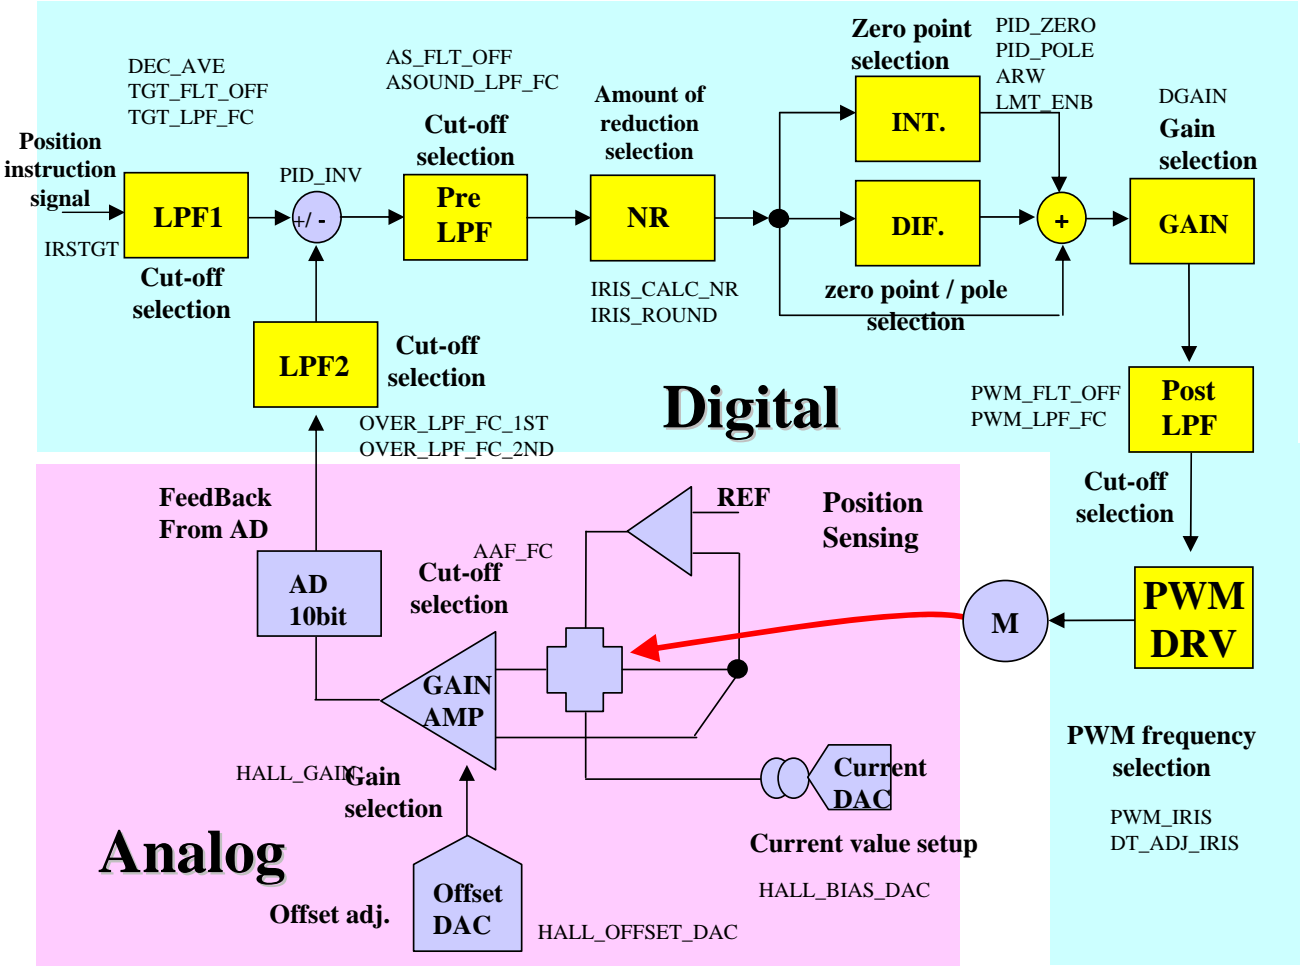 Position
instruction
signal
IRSTGT
DEC_AVE
TGT_FLT_OFF
TGT_LPF_FC
LPF1
Cut-off
selection
PID_INV
+/ -
AS_FLT_OFF
ASOUND_LPF_FC
Cut-off
selection
Pre
LPF
Amount of
reduction
selection
NR
IRIS_CALC_NR
IRIS_ROUND
Zero point
selection
PID_ZERO
PID_POLE
ARW
LMT_ENB
INT.
DIF.
zero point / pole
selection
+
DGAIN
Gain
selection
GAIN
LPF2
Cut-off
selection
OVER_LPF_FC_1ST
OVER_LPF_FC_2ND
Digital
PWM_FLT_OFF
PWM_LPF_FC
Post
LPF
Cut-off
selection
FeedBack
From AD
AD
10bit
AAF_FC
Cut-off
selection
REF
Position
Sensing
M
PWM
DRV
GAIN
AMP
HALL_GAIN
Gain
selection
Current
DAC
Current value setup
HALL_BIAS_DAC
PWM frequency
selection
PWM_IRIS
DT_ADJ_IRIS
Analog
Offset adj.
Offset
DAC
HALL_OFFSET_DAC